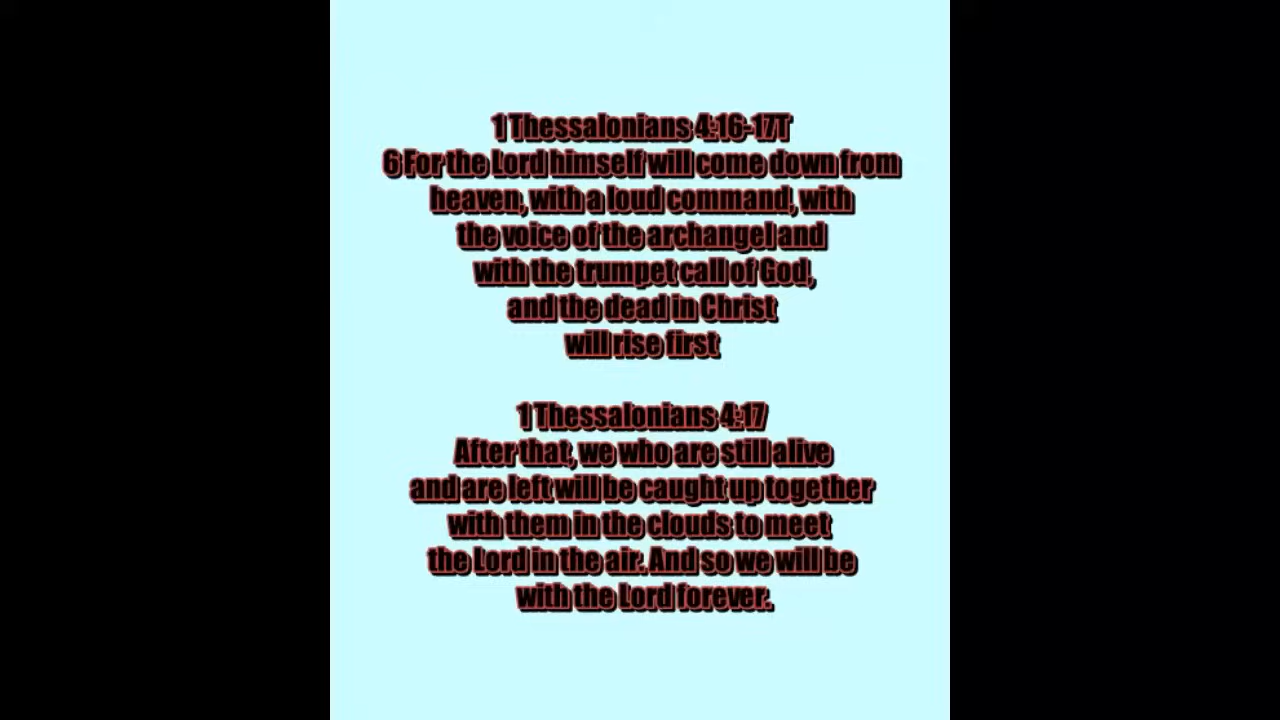 1 Thessalonians 4:16-17T
6 For the Lord himself will come down from
heaven, with a loud command, with
the voice of the archangel and
with the trumpet call of God,
and the dead in Christ
will rise first
1 Thessalonians 4:17
After that, we who are still alive
and are left will be caught up together
with them in the clouds to meet
the Lord in the air. And so we will be
with the Lord forever.